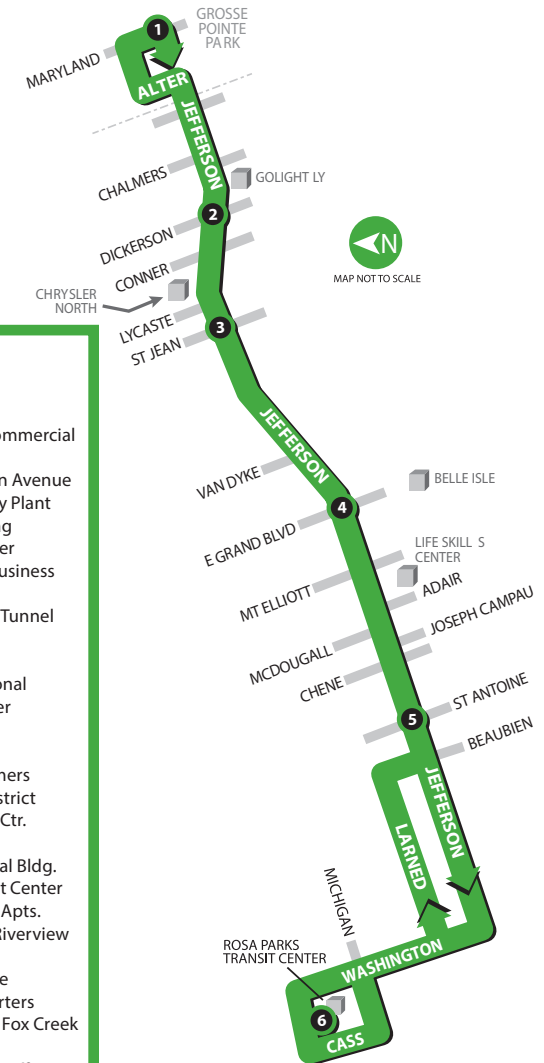 1
GROSSE
POINTE
PARK
MARYLAND
ALTER
JEFFERSON
CHALMERS
GOLIGHT LY
2
DICKERSON
CONNER
N
MAP NOT TO SCALE
CHRYSLER
NORTH
LYCASTE
3
ST JEAN
JEFFERSON
VAN DYKE
BELLE ISLE
4
E GRAND BLVD
LIFE SKILL S
CENTER
MT ELLIOTT
ADAIR
JOSEPH CAMPAU
MCDOUGALL
CHENE
ST ANTOINE
5
BEAUBIEN
JEFFERSON
LARNED
MICHIGAN
ROSA PARKS
TRANSIT CENTER
WASHINGTON
6
CASS
mmercial
n Avenue
y Plant
g
er
usiness
Tunnel
onal
er
ners
strict
Ctr.
al Bldg.
t Center
Apts.
Riverview
e
rters
Fox Creek